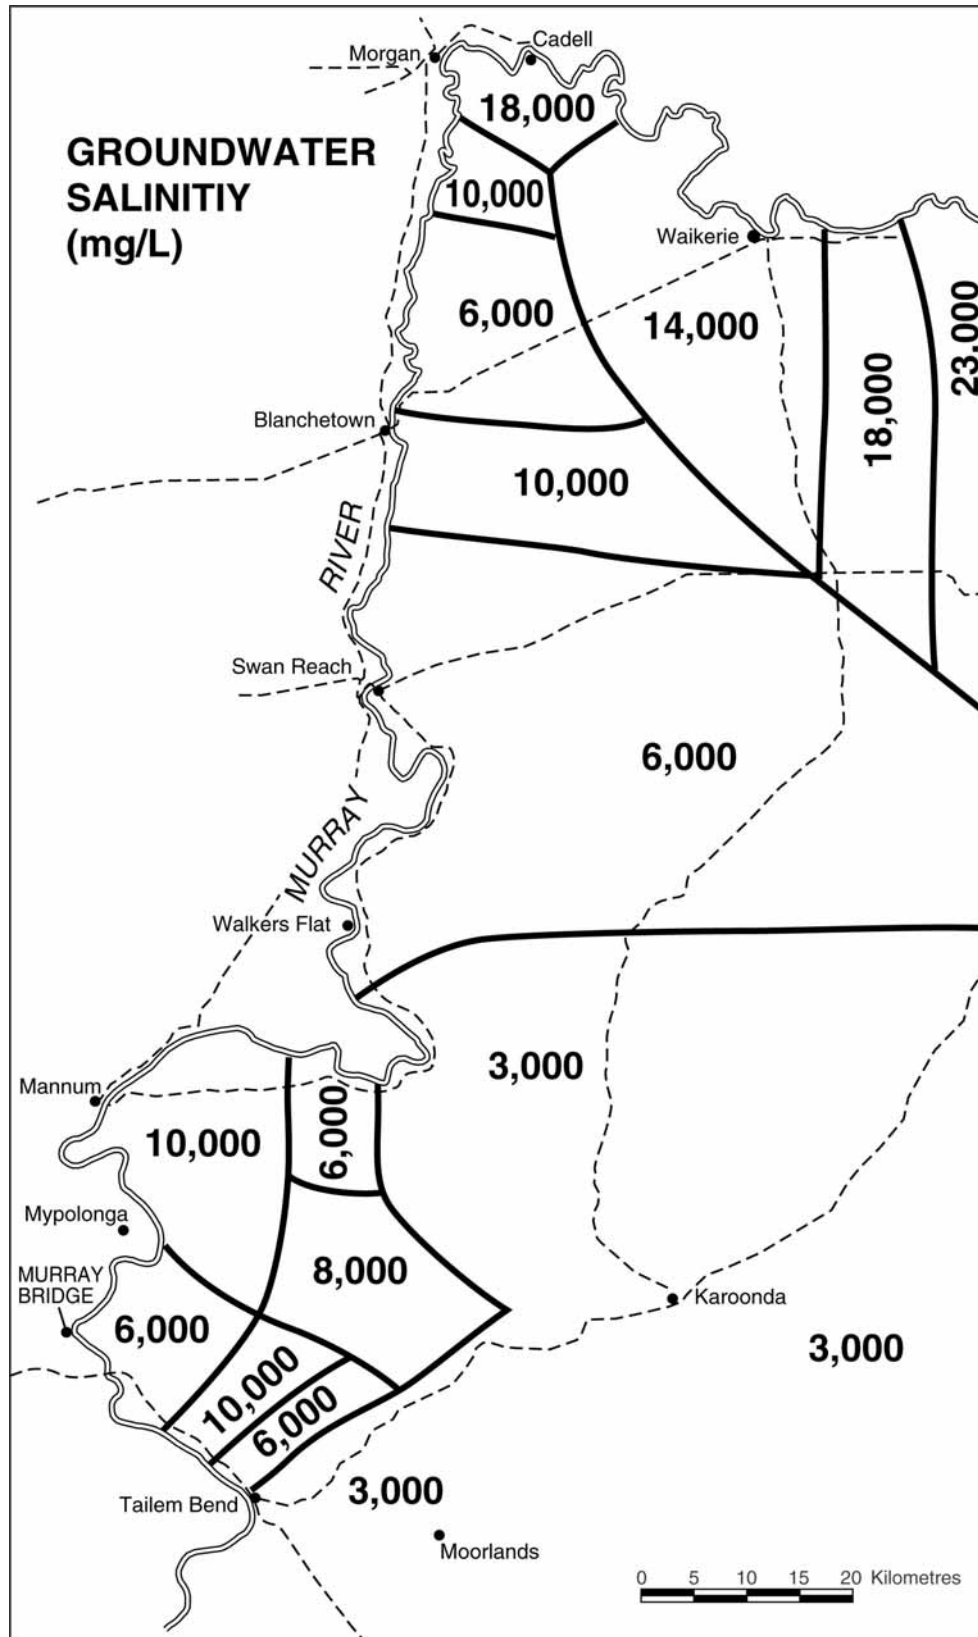 Morgan
Cadell
18,000
GROUNDWATER
SALINITIY
(mg/L)
10,000
Waikerie
6,000
14,000
18,000
23,000
Blanchetown
10,000
RIVER
Swan Reach
6,000
MURRAY
Walkers Flat
3,000
Mannum
6,000
10,000
Mypolonga
8,000
MURRAY
BRIDGE
6,000
Karoonda
3,000
10,000
6,000
3,000
Tailem Bend
Moorlands
0 5 10 15 20 Kilometres